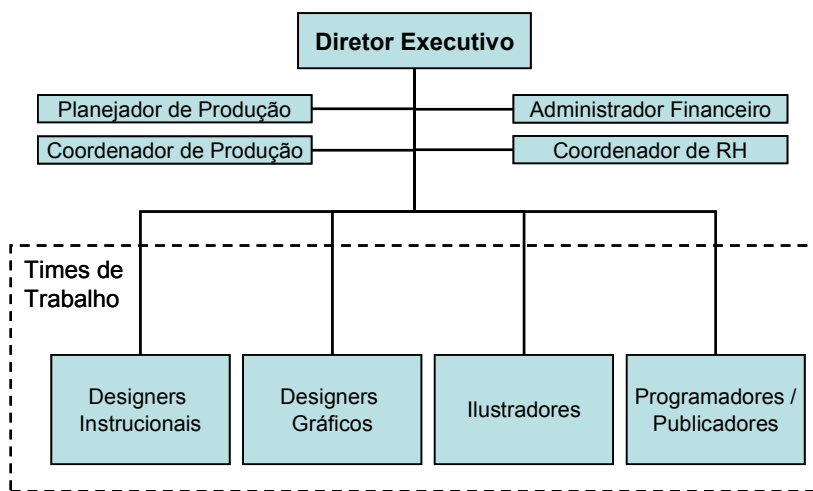 Diretor Executivo
Planejador de Produção
Administrador Financeiro
Coordenador de Produção
Coordenador de RH
Times de
Trabalho
Designers
Instrucionais
Designers
Gráficos
Ilustradores
Programadores /
Publicadores